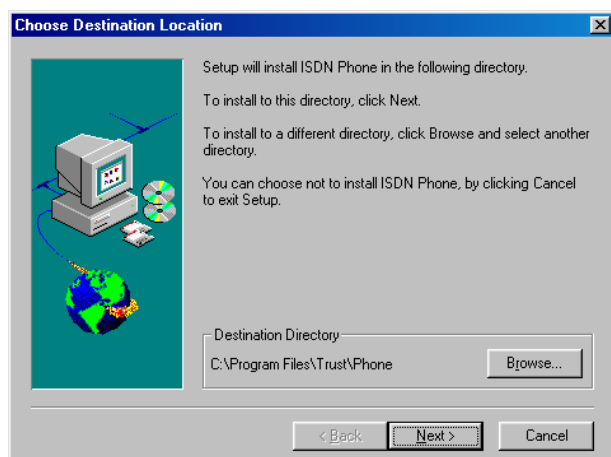 Choose Destination Location
Setup will install ISDN Phone in the following directory.
To install to this directory, click Next.
To install to a different directory, click Browse and select another
directory.
You can choose not to install ISDN Phone, by clicking Cancel
to exit Setup.
Destination Directory
C:\Program Files\Trust\Phone
Browse...
< Back
Next >
Cancel